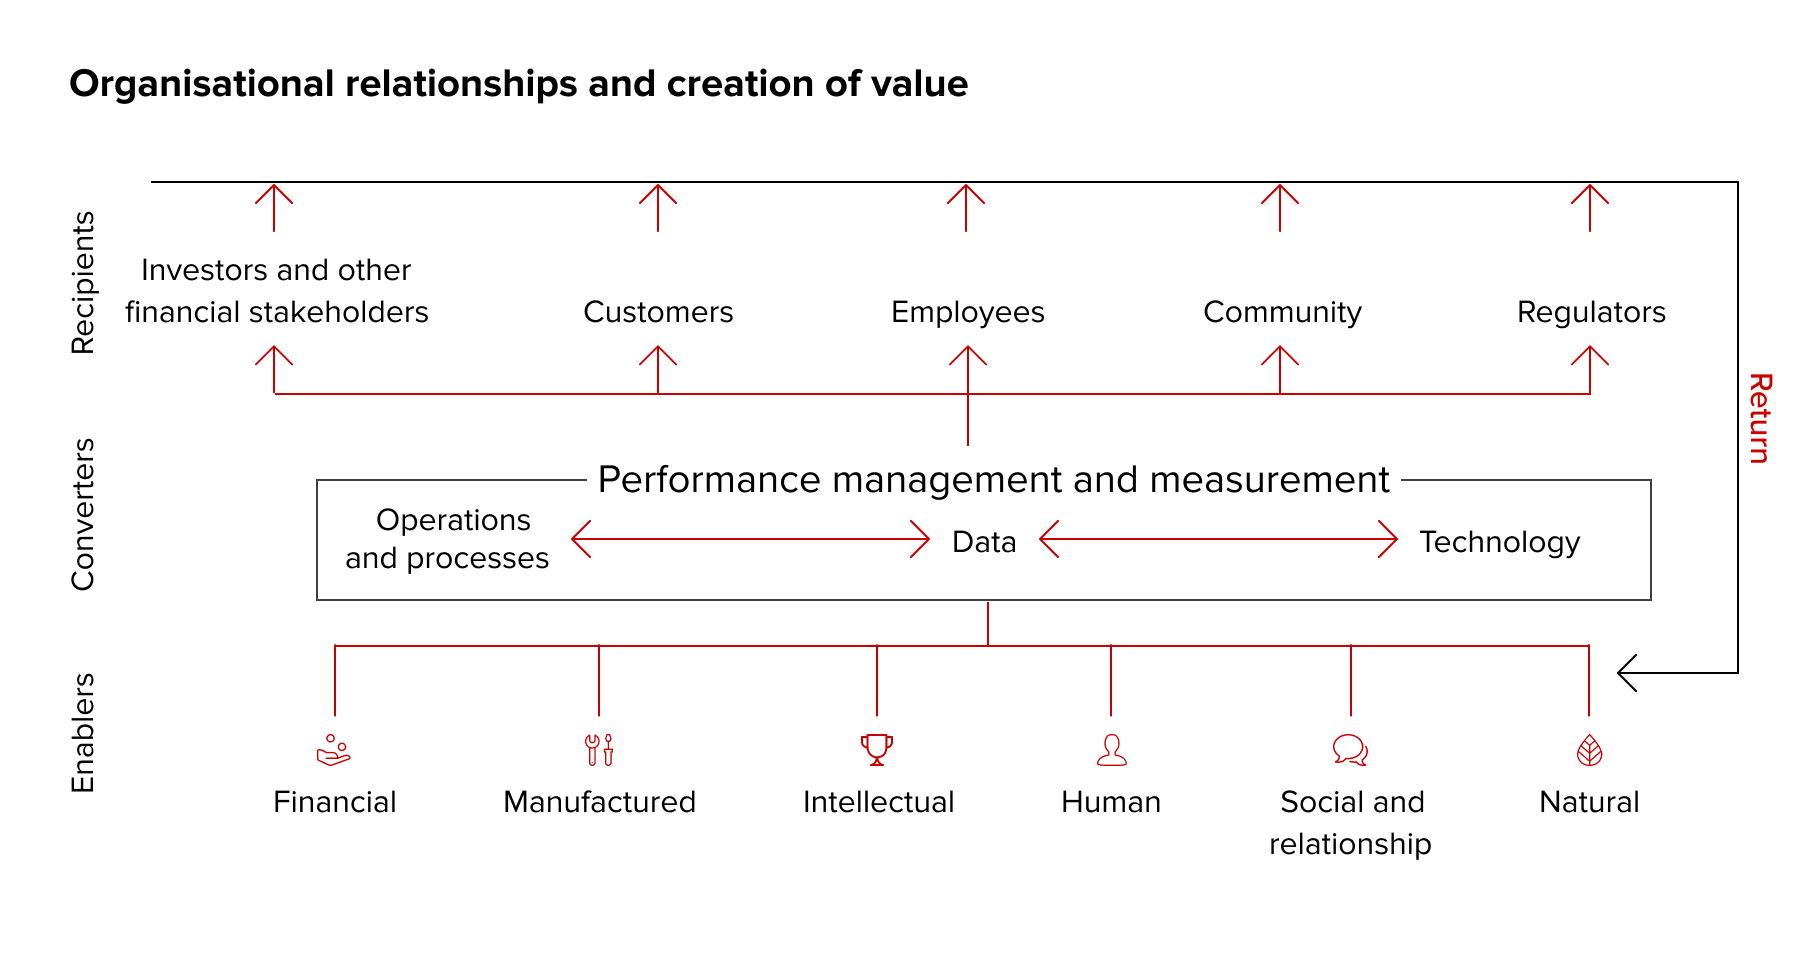 Organisational relationships and creation of value
Recipients
Investors and other
financial stakeholders
Customers
Employees
Community
Regulators
Return
Converters
Performance management and measurement
Operations
and processes
Data
Technology
Enablers
Financial
Manufactured
Intellectual
Human
Social and
relationship
Natural